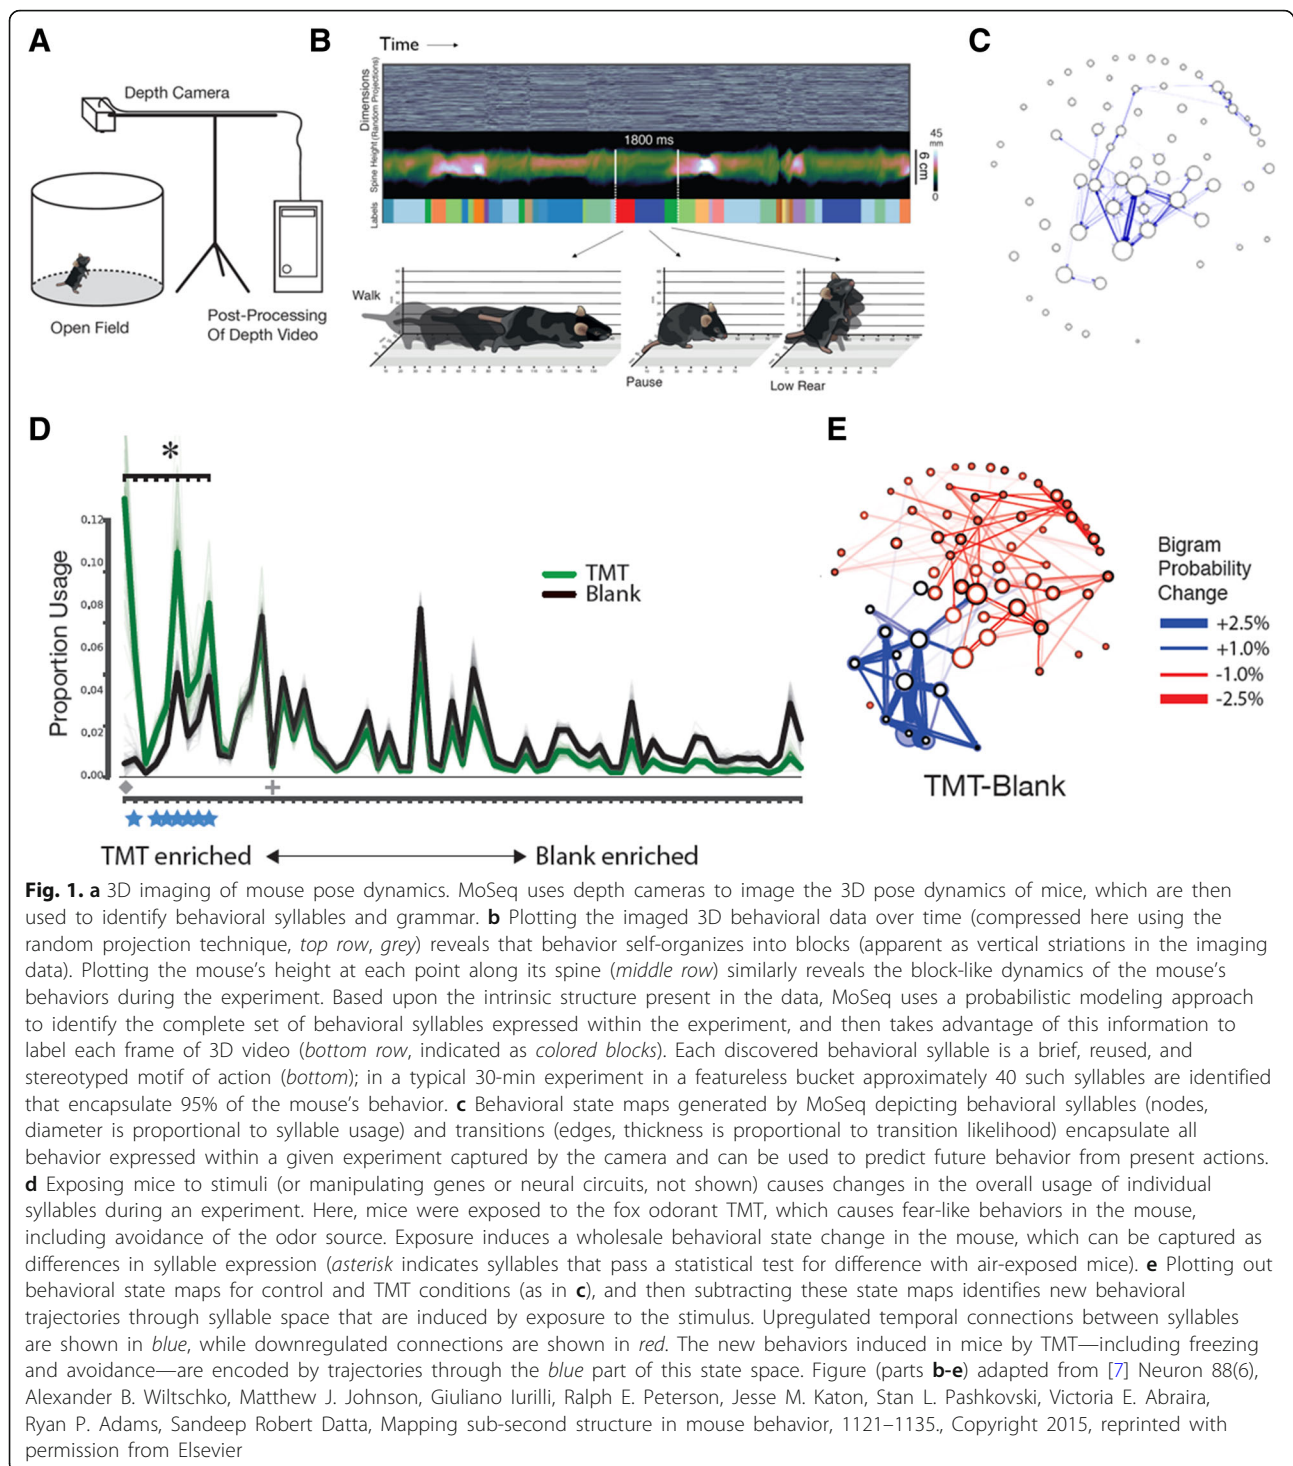 A
Depth Camera
Open Field
Post-Processing
Of Depth Video
B
Time
Dimensions
(Random Projections)
Spine Height
Labels
1800 ms
45
mm
0
6 cm
Walk
Pause
Low Rear
C
D
*
Proportion Usage
0.12
0.10
0.08
0.06
0.04
0.02
0.00
TMT
Blank
TMT enriched
Blank enriched
E
Bigram
Probability
Change
+2.5%
+1.0%
-1.0%
-2.5%
TMT-Blank
Fig. 1. a 3D imaging of mouse pose dynamics. MoSeq uses depth cameras to image the 3D pose dynamics of mice, which are then
used to identify behavioral syllables and grammar. b Plotting the imaged 3D behavioral data over time (compressed here using the
random projection technique, top row, grey) reveals that behavior self-organizes into blocks (apparent as vertical striations in the imaging
data). Plotting the mouse's height at each point along its spine (middle row) similarly reveals the block-like dynamics of the mouse's
behaviors during the experiment. Based upon the intrinsic structure present in the data, MoSeq uses a probabilistic modeling approach
to identify the complete set of behavioral syllables expressed within the experiment, and then takes advantage of this information to
label each frame of 3D video (bottom row, indicated as colored blocks). Each discovered behavioral syllable is a brief, reused, and
stereotyped motif of action (bottom); in a typical 30-min experiment in a featureless bucket approximately 40 such syllables are identified
that encapsulate 95% of the mouse's behavior. c Behavioral state maps generated by MoSeq depicting behavioral syllables (nodes,
diameter is proportional to syllable usage) and transitions (edges, thickness is proportional to transition likelihood) encapsulate all
behavior expressed within a given experiment captured by the camera and can be used to predict future behavior from present actions.
d Exposing mice to stimuli (or manipulating genes or neural circuits, not shown) causes changes in the overall usage of individual
syllables during an experiment. Here, mice were exposed to the fox odorant TMT, which causes fear-like behaviors in the mouse,
including avoidance of the odor source. Exposure induces a wholesale behavioral state change in the mouse, which can be captured as
differences in syllable expression (asterisk indicates syllables that pass a statistical test for difference with air-exposed mice). e Plotting out
behavioral state maps for control and TMT conditions (as in c), and then subtracting these state maps identifies new behavioral
trajectories through syllable space that are induced by exposure to the stimulus. Upregulated temporal connections between syllables
are shown in blue, while downregulated connections are shown in red. The new behaviors induced in mice by TMT—including freezing
and avoidance—are encoded by trajectories through the blue part of this state space. Figure (parts b-e) adapted from [7] Neuron 88(6),
Alexander B. Wiltschko, Matthew J. Johnson, Giuliano Iurilli, Ralph E. Peterson, Jesse M. Katon, Stan L. Pashkovski, Victoria E. Abraira,
Ryan P. Adams, Sandeep Robert Datta, Mapping sub-second structure in mouse behavior, 1121–1135., Copyright 2015, reprinted with
permission from Elsevier